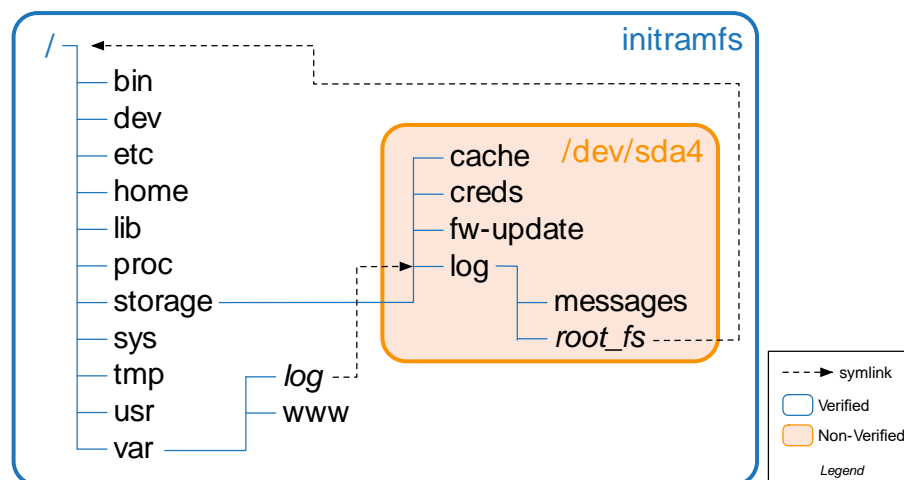 /
initramfs
bin
dev
etc
home
lib
proc
storage
sys
tmp
usr
var
log
www
/dev/sda4
cache
creds
fw-update
log
messages
root_fs
symlink
Verified
Non-Verified
Legend